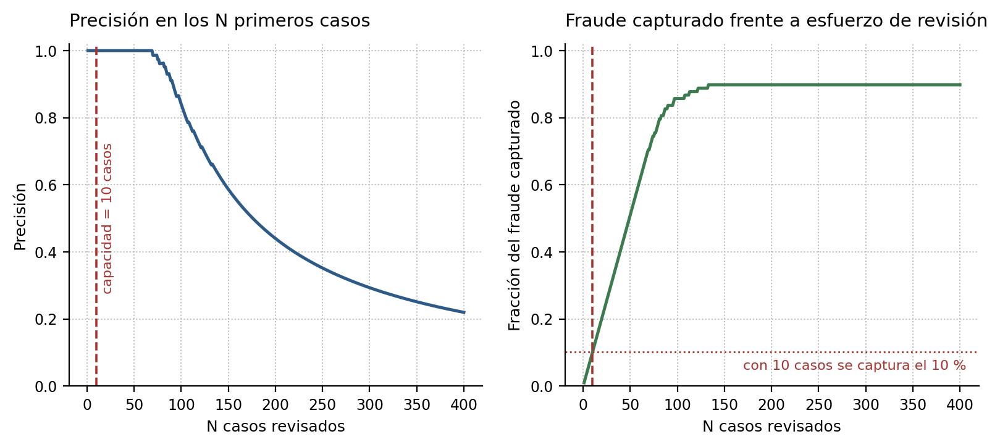 Precisión en los N primeros casos
1.0
0.8
0.6
0.4
0.2
0.0
Precisión
capacidad = 10 casos
0 50 100 150 200 250 300 350 400
N casos revisados
Fraude capturado frente a esfuerzo de revisión
1.0
0.8
0.6
0.4
0.2
0.0
Fracción del fraude capturado
con 10 casos se captura el 10 %
0 50 100 150 200 250 300 350 400
N casos revisados